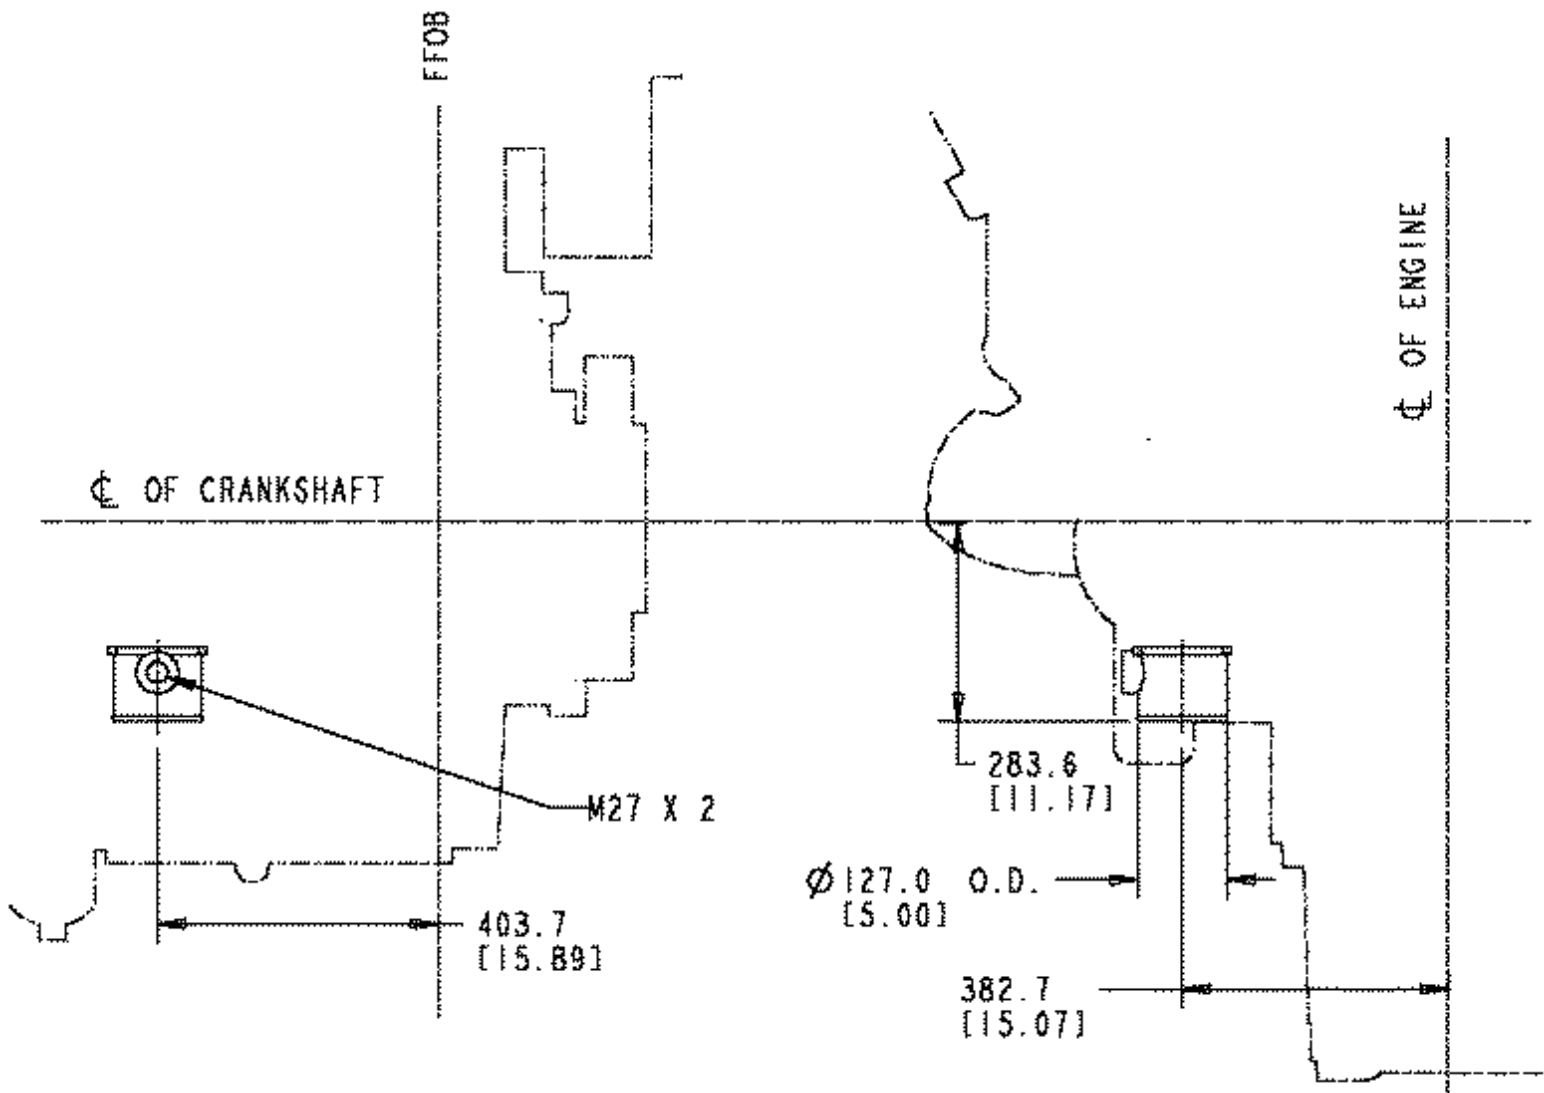 FFOB
℄ OF ENGINE
℄ OF CRANKSHAFT
283.6
[11.17]
M27 X 2
Ø127.0 O.D.
[5.00]
403.7
[15.89]
382.7
[15.07]